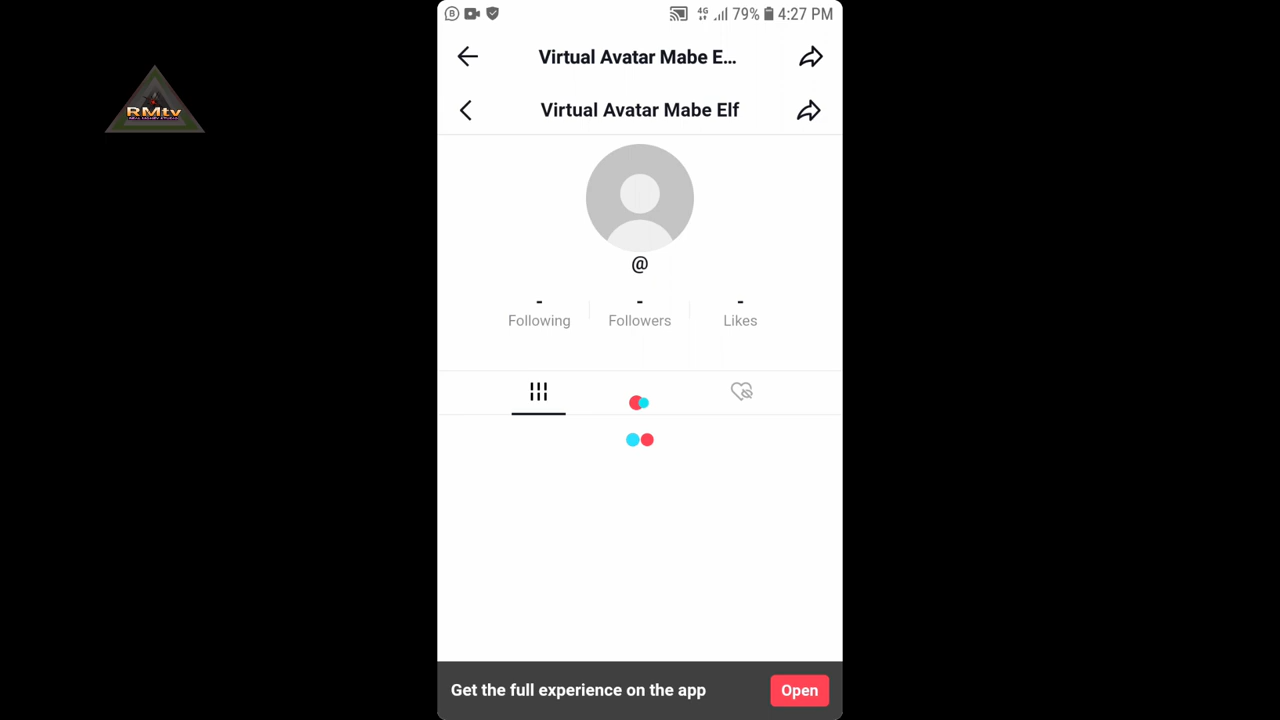 B
4G
79%
4:27 PM
Virtual Avatar Mabe E...
Virtual Avatar Mabe Elf
RMtv
@
- - -
Following Followers Likes
Get the full experience on the app
Open